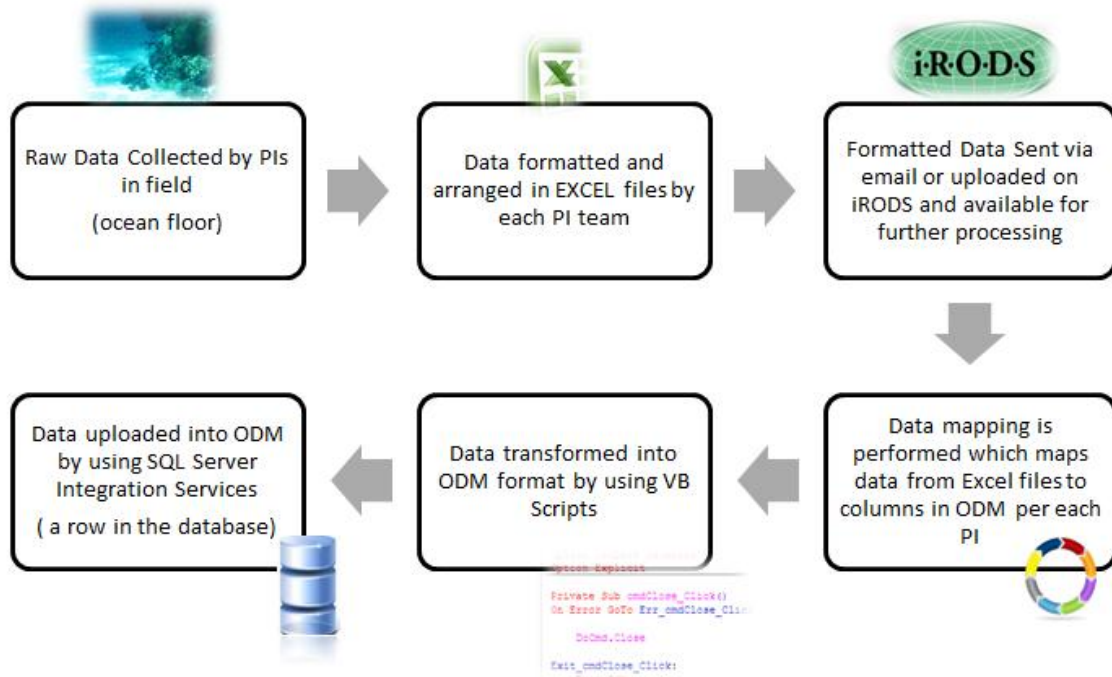 i·R·O·D·S
Raw Data Collected by PIs
in field
(ocean floor)
Data formatted and
arranged in EXCEL files by
each PI team
Formatted Data Sent via
email or uploaded on
iRODS and available for
further processing
Data mapping is
performed which maps
data from Excel files to
columns in ODM per each
PI
Data transformed into
ODM format by using VB
Scripts
Option Explicit
Private Sub cmdClose_Click()
On Error GoTo Err_cmdClose_Clic
DoCmd.Close
Exit_cmdClose_Click:
Data uploaded into ODM
by using SQL Server
Integration Services
( a row in the database)